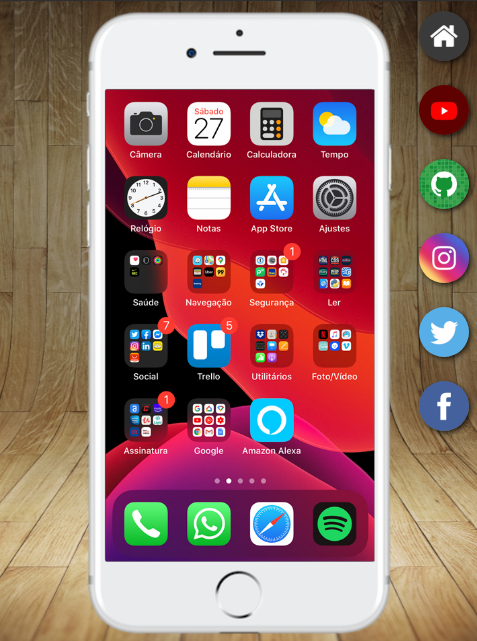 Sábado
27
Câmera
Calendário
Calculadora
Tempo
Relógio
Notas
App Store
Ajustes
1
Saúde
Navegação
Segurança
Ler
7
5
Social
Trello
Utilitários
Foto/Vídeo
1
Assinatura
Google
Amazon Alexa